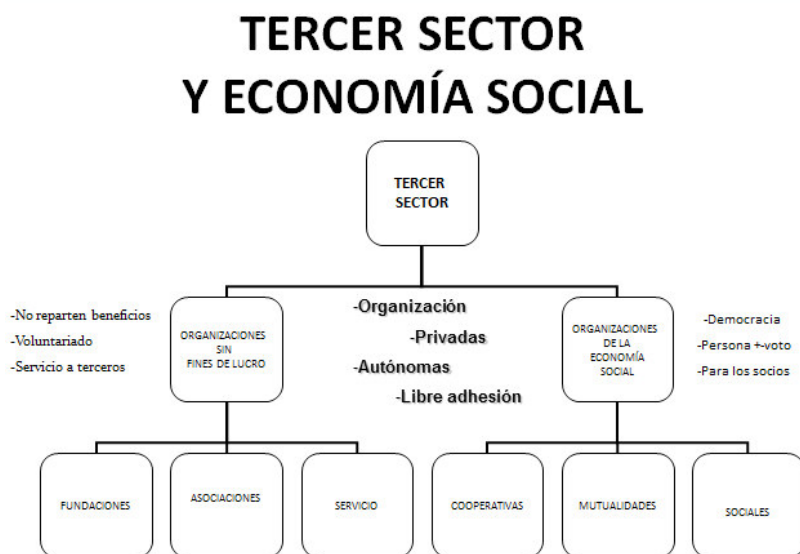 TERCER SECTOR
Y ECONOMÍA SOCIAL
TERCER
SECTOR
-No reparten beneficios
-Voluntariado
-Servicio a terceros
ORGANIZACIONES
SIN
FINES DE LUCRO
-Organización
-Privadas
-Autónomas
-Libre adhesión
ORGANIZACIONES
DE LA
ECONOMÍA
SOCIAL
-Democracia
-Persona +-voto
-Para los socios
FUNDACIONES
ASOCIACIONES
SERVICIO
COOPERATIVAS
MUTUALIDADES
SOCIALES